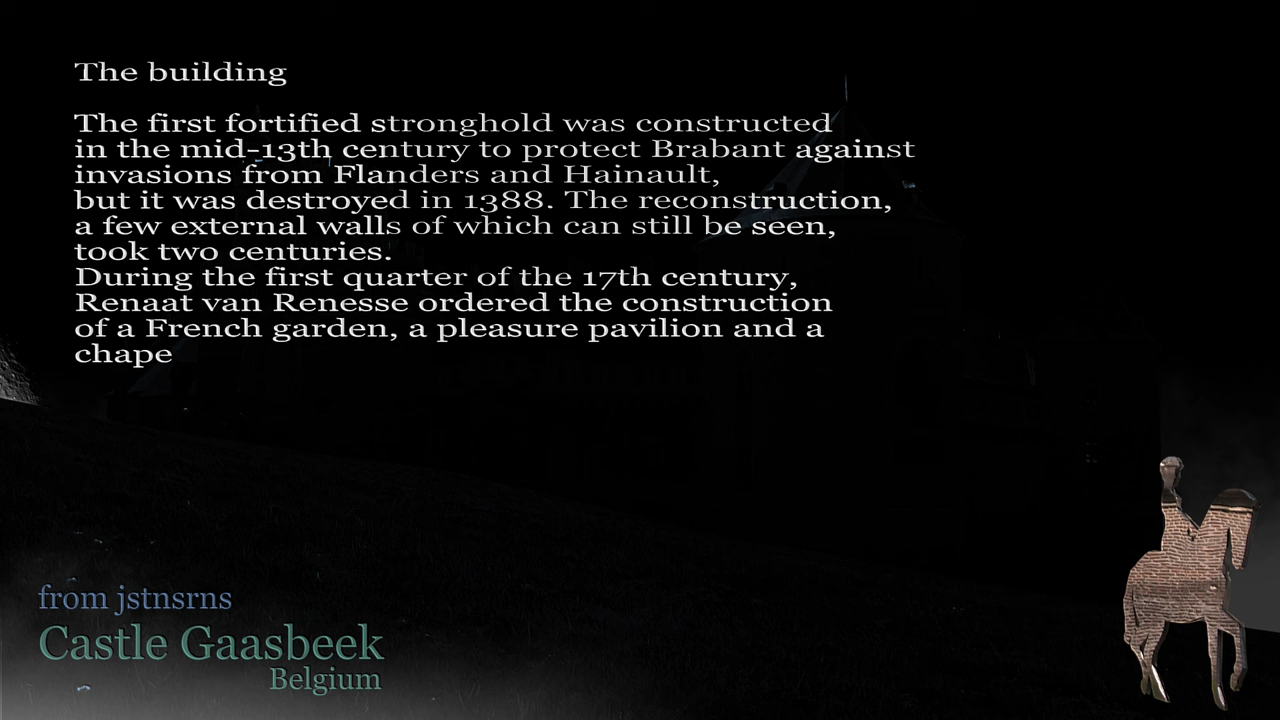 The building
The first fortified stronghold was constructed
in the mid-13th century to protect Brabant against
invasions from Flanders and Hainault,
but it was destroyed in 1388. The reconstruction,
a few external walls of which can still be seen,
took two centuries.
During the first quarter of the 17th century,
Renaat van Renesse ordered the construction
of a French garden, a pleasure pavilion and a
chape
from jstnsrns
Castle Gaasbeek
Belgium